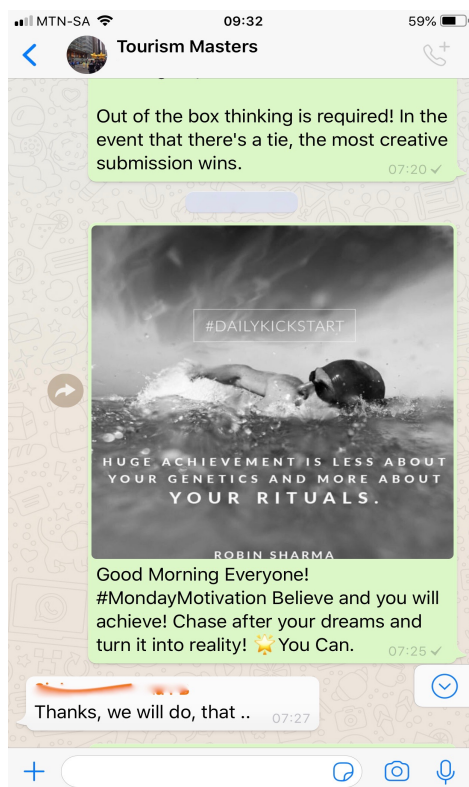 MTN-SA 09:32 59%
Tourism Masters
Out of the box thinking is required! In the
event that there's a tie, the most creative
submission wins.
07:20
#DAILYKICKSTART
HUGE ACHIEVEMENT IS LESS ABOUT
YOUR GENETICS AND MORE ABOUT
YOUR RITUALS.
ROBIN SHARMA
Good Morning Everyone!
#MondayMotivation Believe and you will
achieve! Chase after your dreams and
turn it into reality! 🌟 You Can.
07:25
Thanks, we will do, that ..
07:27